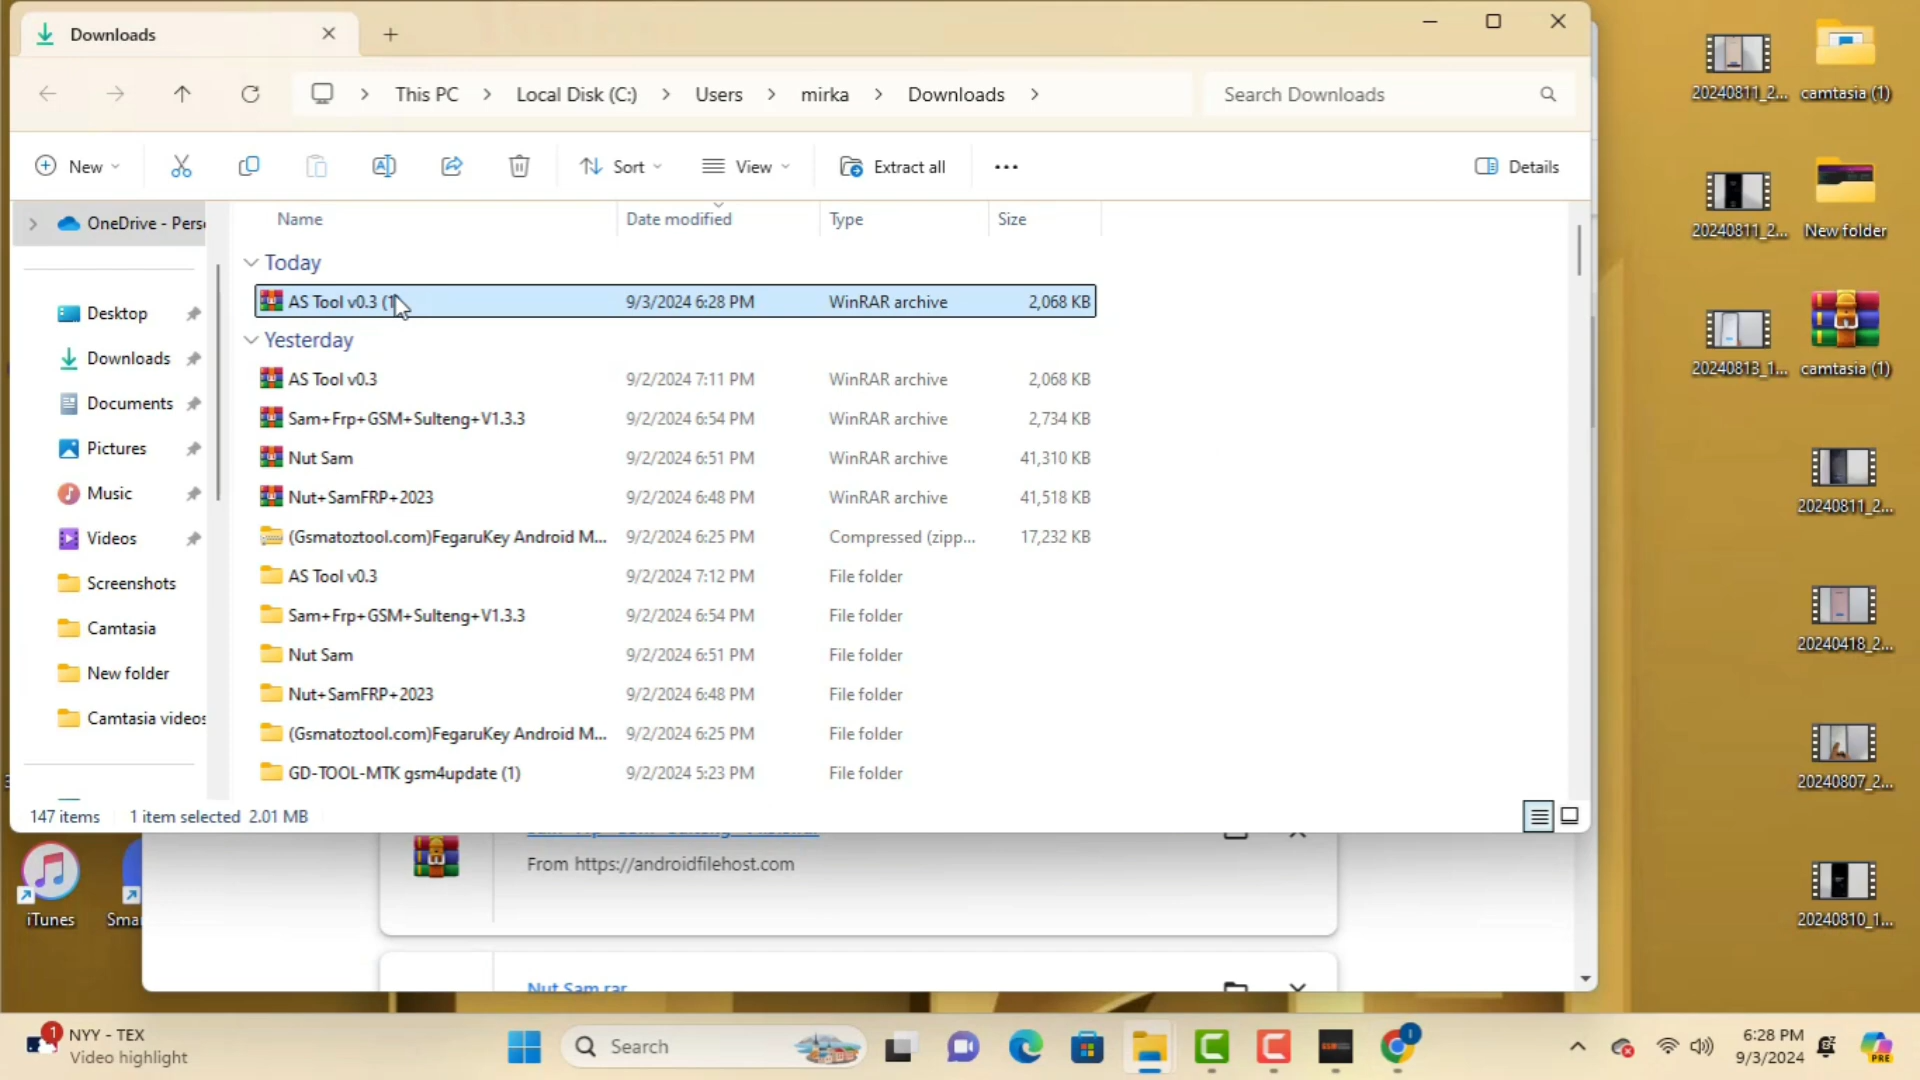 Downloads
This PC
Local Disk (C:)
Users
mirka
Downloads
Search Downloads
New
Sort
View
Extract all
Details
OneDrive - Pers
Name
Date modified
Type
Size
Today
AS Tool v0.3 (1) 9/3/2024 6:28 PM WinRAR archive 2,068 KB
Yesterday
AS Tool v0.3 9/2/2024 7:11 PM WinRAR archive 2,068 KB
Sam+Frp+GSM+Sulteng+V1.3.3 9/2/2024 6:54 PM WinRAR archive 2,734 KB
Nut Sam 9/2/2024 6:51 PM WinRAR archive 41,310 KB
Nut+SamFRP+2023 9/2/2024 6:48 PM WinRAR archive 41,518 KB
(Gsmatoztool.com)FegaruKey Android M... 9/2/2024 6:25 PM Compressed (zipp... 17,232 KB
AS Tool v0.3 9/2/2024 7:12 PM File folder
Sam+Frp+GSM+Sulteng+V1.3.3 9/2/2024 6:54 PM File folder
Nut Sam 9/2/2024 6:51 PM File folder
Nut+SamFRP+2023 9/2/2024 6:48 PM File folder
(Gsmatoztool.com)FegaruKey Android M... 9/2/2024 6:25 PM File folder
GD-TOOL-MTK gsm4update (1) 9/2/2024 5:23 PM File folder
Desktop
Downloads
Documents
Pictures
Music
Videos
Screenshots
Camtasia
New folder
Camtasia videos
147 items
1 item selected 2.01 MB
From https://androidfilehost.com
Nut Sam.rar
iTunes
Smar
20240811_2...
camtasia (1)
20240811_2...
New folder
20240813_1...
camtasia (1)
20240811_2...
20240418_2...
20240807_2...
20240810_1...
1
NYY - TEX
Video highlight
Search
GSM
6:28 PM
9/3/2024
PRE